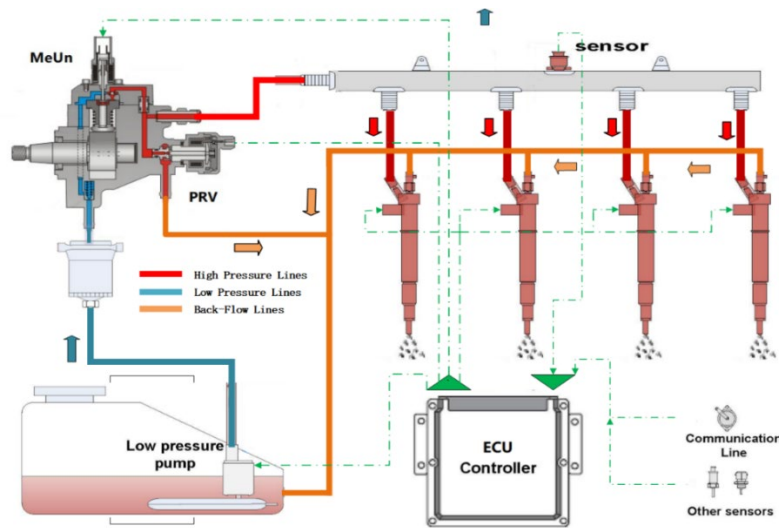 MeUn
sensor
PRV
High Pressure Lines
Low Pressure Lines
Back-Flow Lines
Low pressure
pump
ECU
Controller
Communication
Line
Other sensors